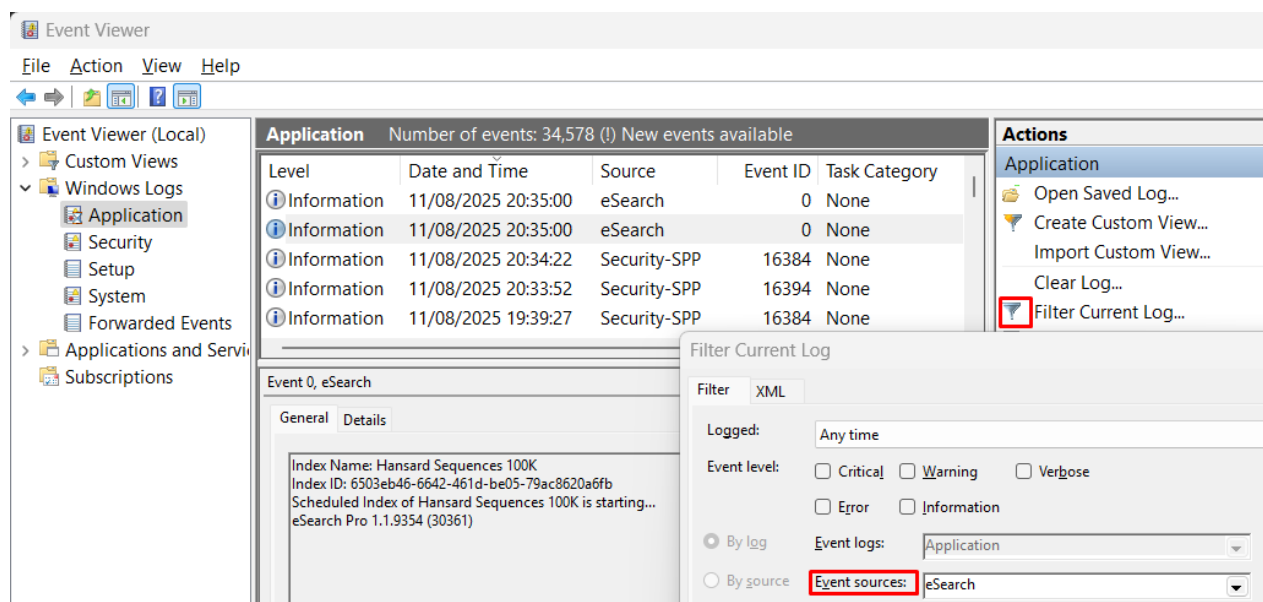 Event Viewer
File Action View Help
Event Viewer (Local)
Custom Views
Windows Logs
Application
Security
Setup
System
Forwarded Events
Applications and Servi
Subscriptions
Application Number of events: 34,578 (!) New events available
Level Date and Time Source Event ID Task Category
Information 11/08/2025 20:35:00 eSearch 0 None
Information 11/08/2025 20:35:00 eSearch 0 None
Information 11/08/2025 20:34:22 Security-SPP 16384 None
Information 11/08/2025 20:33:52 Security-SPP 16394 None
Information 11/08/2025 19:39:27 Security-SPP 16384 None
Event 0, eSearch
General Details
Index Name: Hansard Sequences 100K
Index ID: 6503eb46-6642-461d-be05-79ac8620a6fb
Scheduled Index of Hansard Sequences 100K is starting...
eSearch Pro 1.1.9354 (30361)
Actions
Application
Open Saved Log...
Create Custom View...
Import Custom View...
Clear Log...
Filter Current Log...
Filter Current Log
Filter XML
Logged: Any time
Event level: Critical Warning Verbose
Error Information
By log Event logs: Application
By source Event sources: eSearch